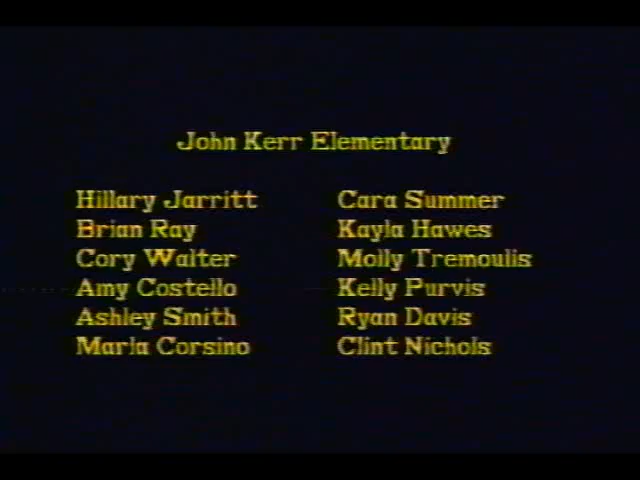 John Kerr Elementary
Hillary Jarritt
Brian Ray
Cory Walter
Amy Costello
Ashley Smith
Marla Corsino
Cara Summer
Kayla Hawes
Molly Tremoulis
Kelly Purvis
Ryan Davis
Clint Nichols